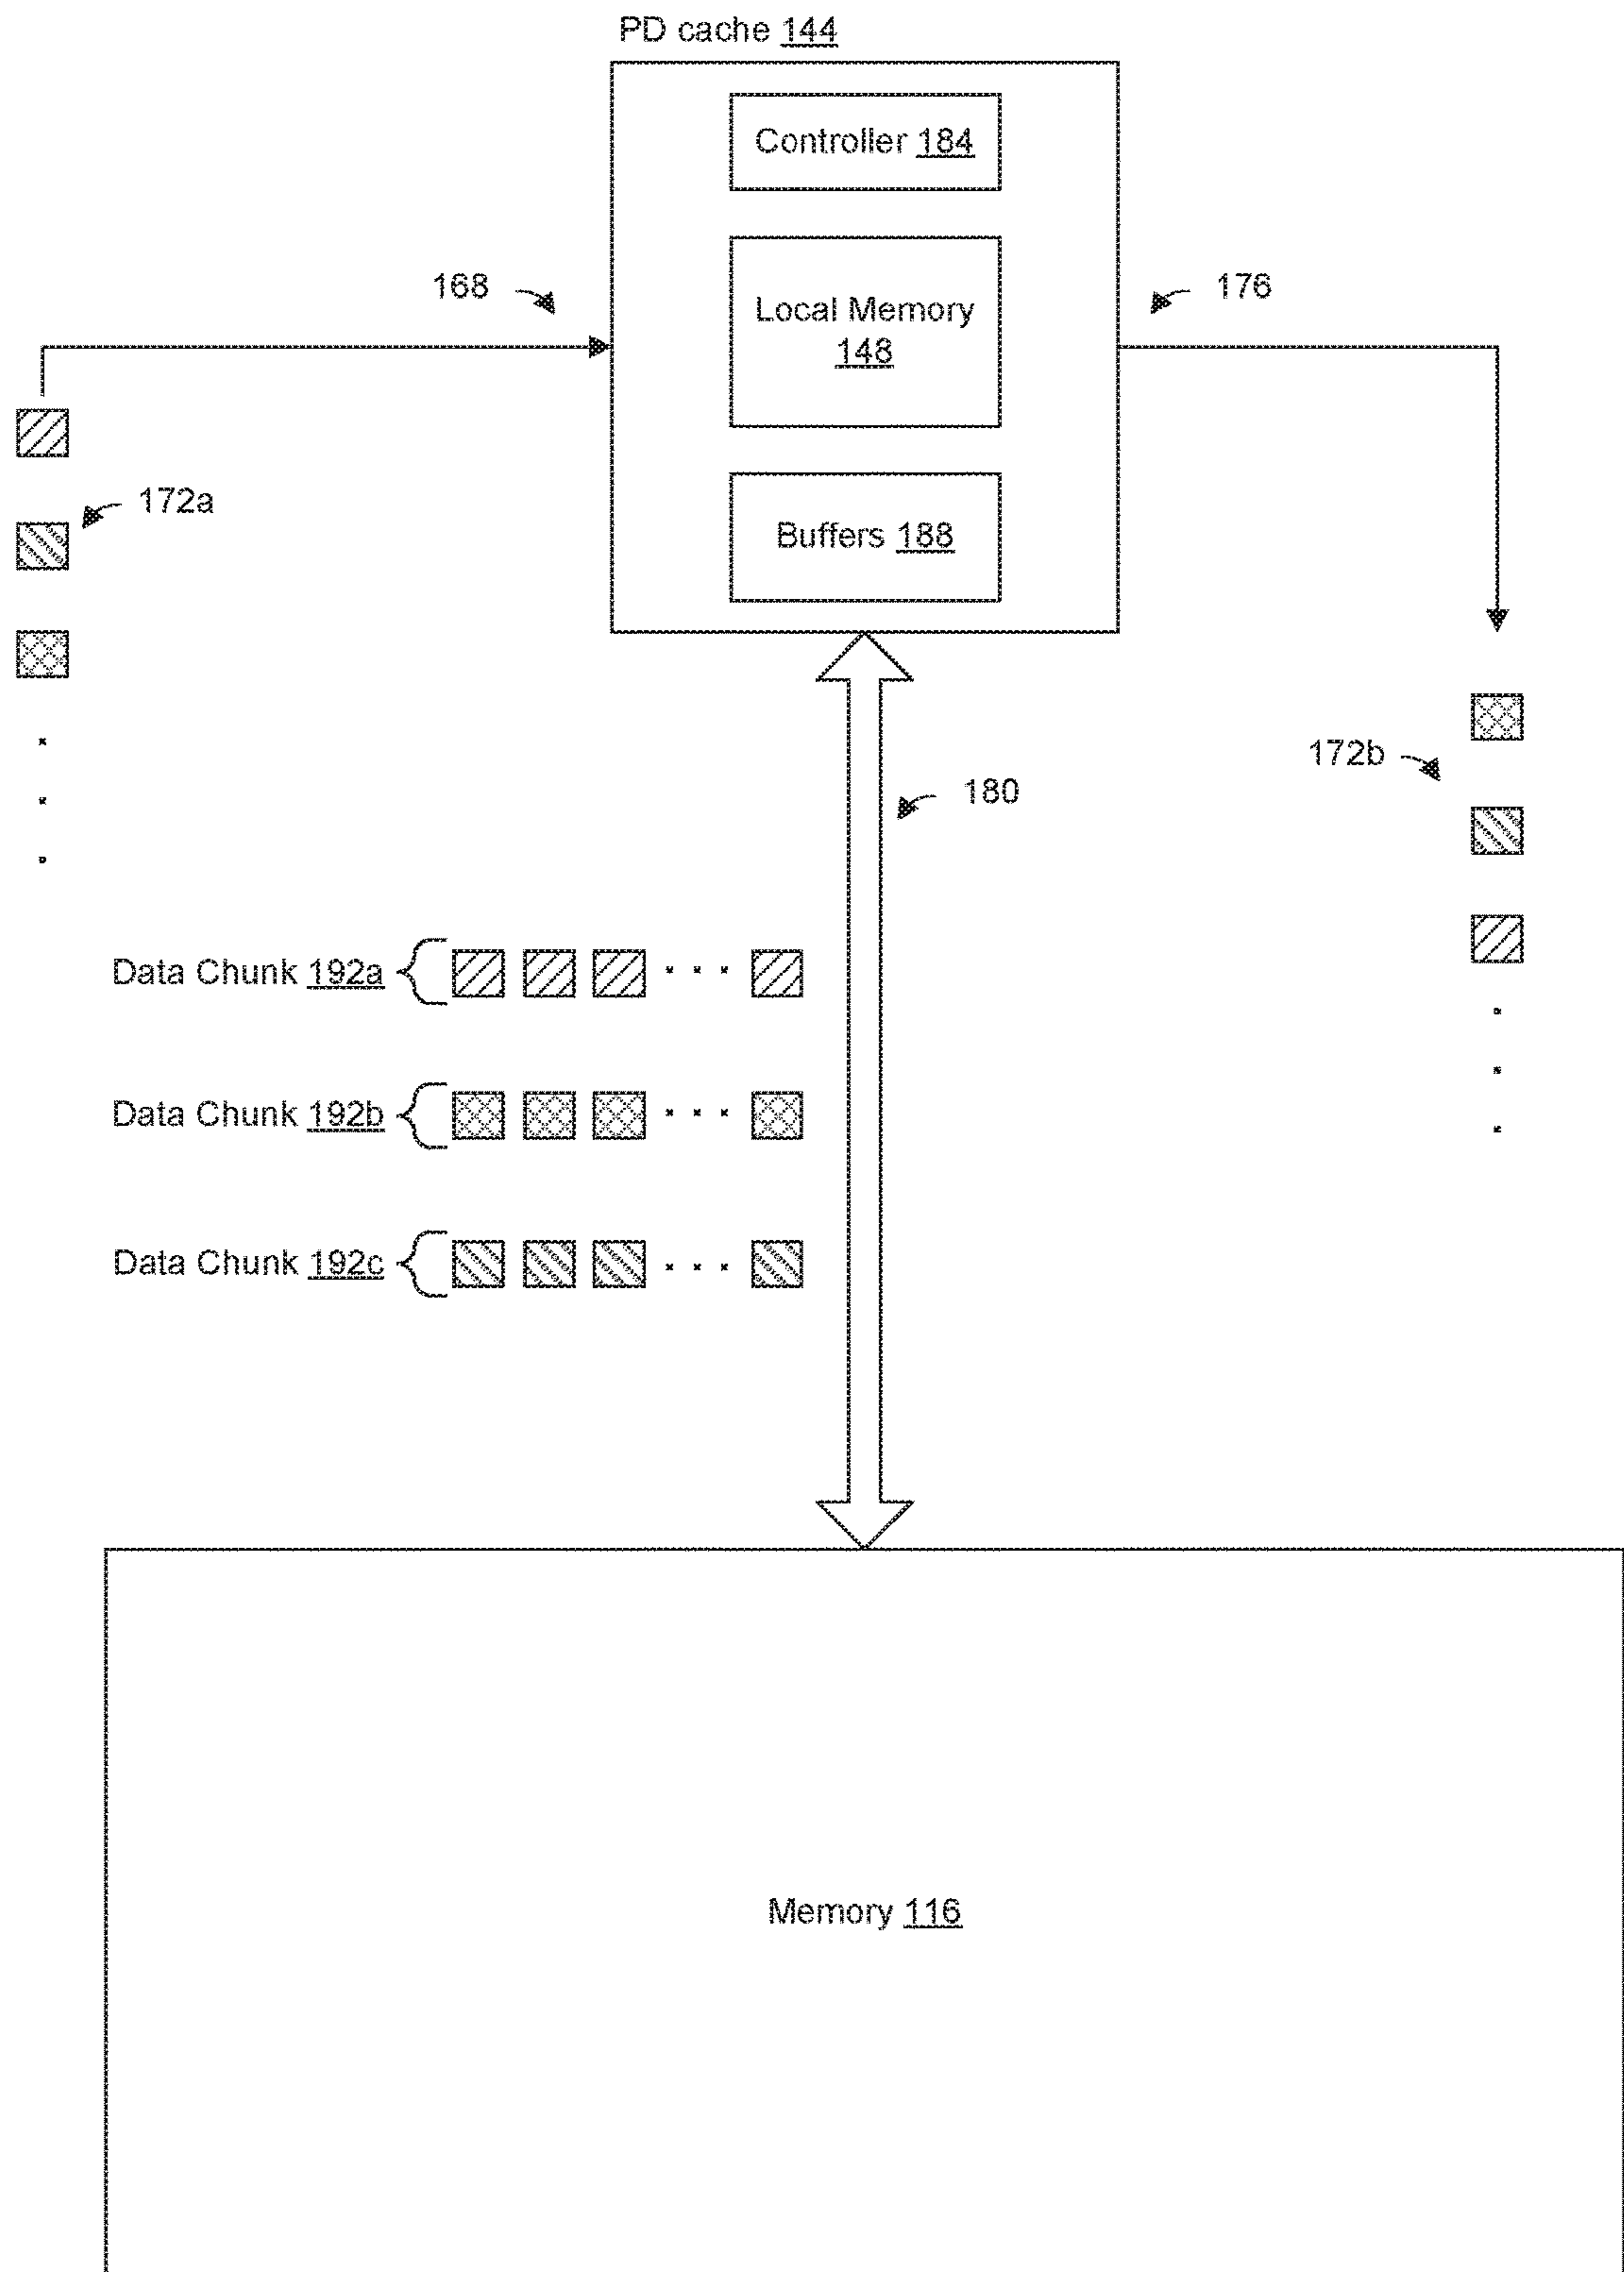 PD cache 144
Controller 184
168
176
Local Memory
148
172a
Buffers 188
172b
180
Data Chunk 192a
Data Chunk 192b
Data Chunk 192c
Memory 116